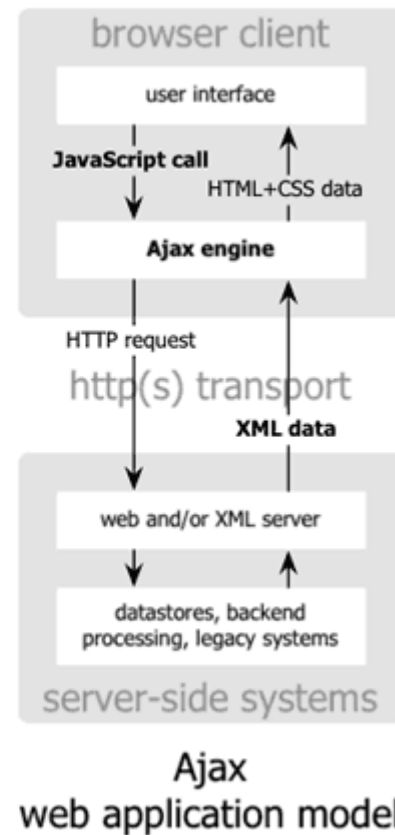 browser client
user interface
JavaScript call
HTML+CSS data
Ajax engine
HTTP request
http(s) transport
XML data
web and/or XML server
datastores, backend
processing, legacy systems
server-side systems
Ajax
web application model